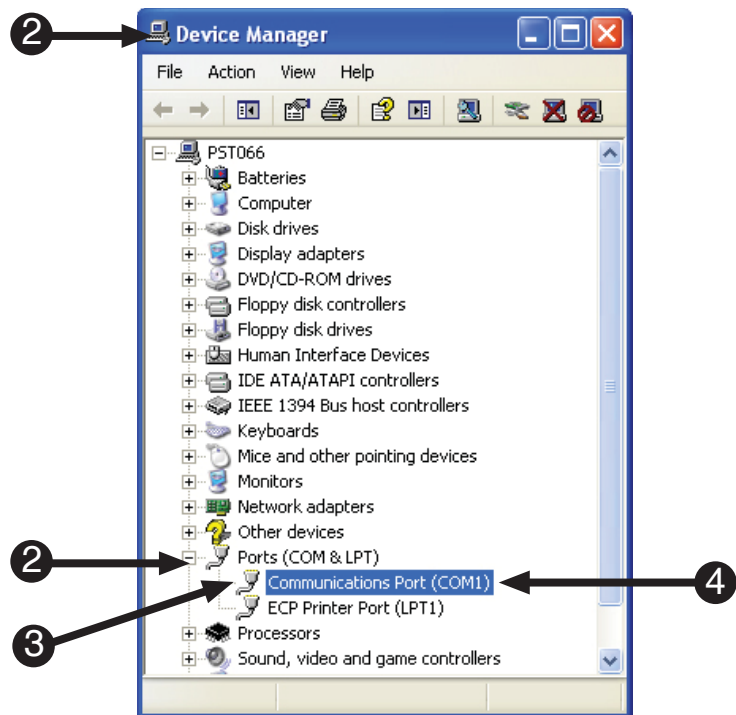 2
Device Manager
File Action View Help
PST066
Batteries
Computer
Disk drives
Display adapters
DVD/CD-ROM drives
Floppy disk controllers
Floppy disk drives
Human Interface Devices
IDE ATA/ATAPI controllers
IEEE 1394 Bus host controllers
Keyboards
Mice and other pointing devices
Monitors
Network adapters
Other devices
2 Ports (COM & LPT)
Communications Port (COM1) 4
3 ECP Printer Port (LPT1)
Processors
Sound, video and game controllers